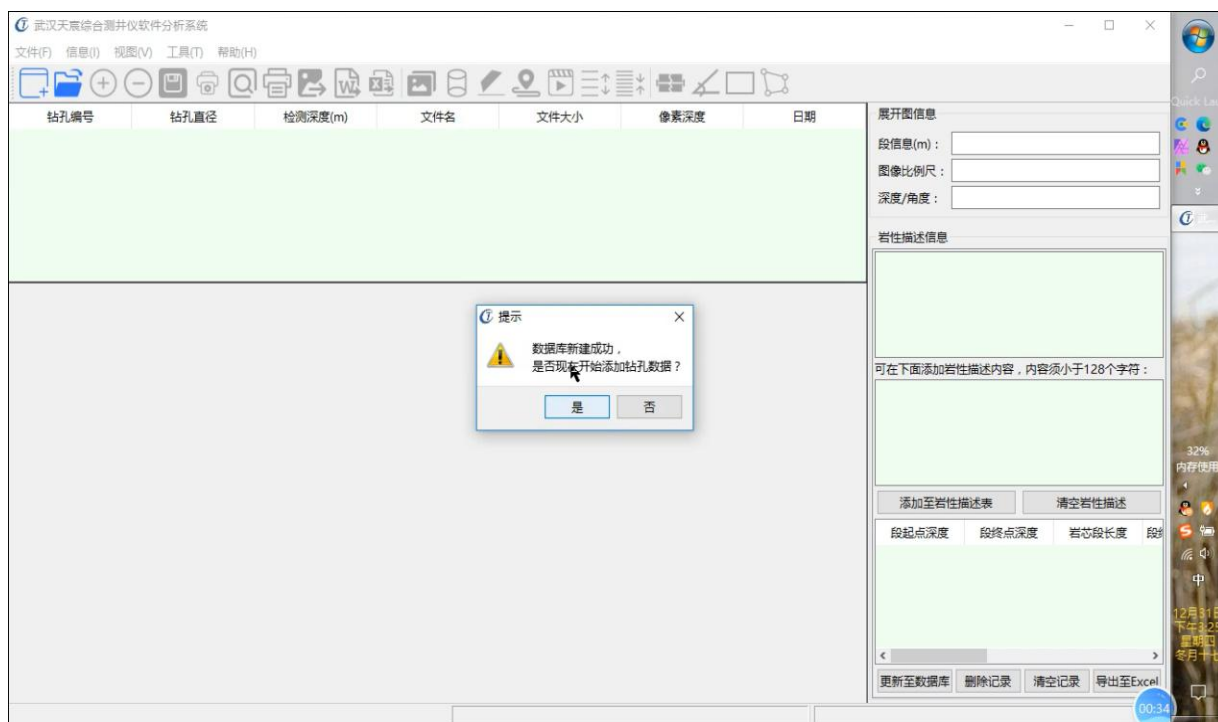 武汉天宸综合测井仪软件分析系统
文件(F) 信息(I) 视图(V) 工具(T) 帮助(H)
钻孔编号 钻孔直径 检测深度(m) 文件名 文件大小 像素深度 日期
展开图信息
段信息(m)：
图像比例尺：
深度/角度：
岩性描述信息
提示
数据库新建成功，
是否现在开始添加钻孔数据？
是 否
可在下面添加岩性描述内容，内容须小于128个字符：
添加至岩性描述表 清空岩性描述
段起点深度 段终点深度 岩芯段长度
更新至数据库 删除记录 清空记录 导出至Excel
00:34
32%
内存使用
中
12月31日
星期四